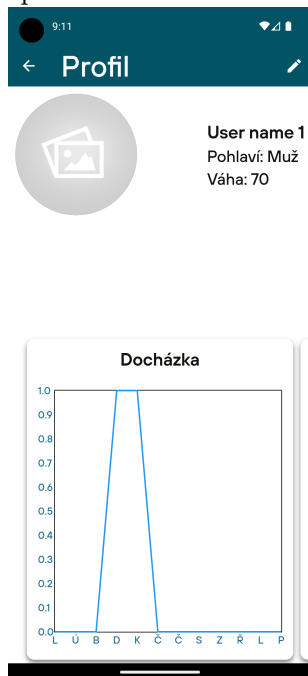 9:11
Profil
User name 1
Pohlaví: Muž
Váha: 70
Docházka
1.0
0.9
0.8
0.7
0.6
0.5
0.4
0.3
0.2
0.1
0.0
L Ú B D K Č Č S Z Ř L P